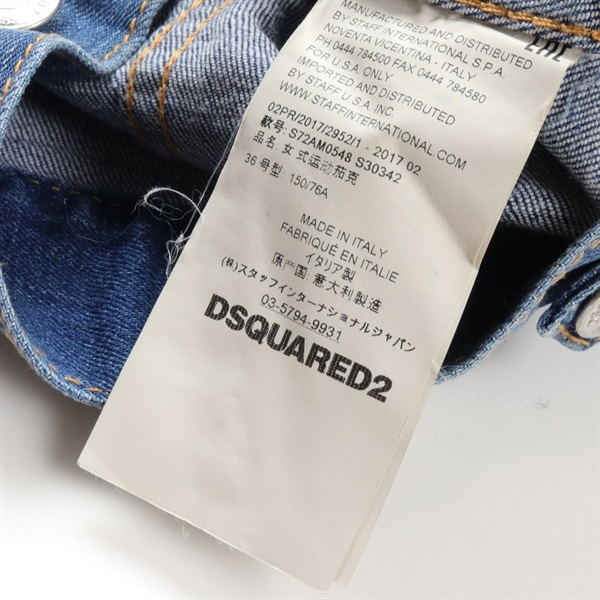 MANUFACTURED AND DISTRIBUTED
BY STAFF INTERNATIONAL S.P.A.
NOVENTA VICENTINA - ITALY
PH 0444 784500 FAX 0444 784580
FOR U.S.A. ONLY
IMPORTED AND DISTRIBUTED
BY STAFF U.S.A. INC.
WWW.STAFFINTERNATIONAL.COM
02PR/2017/2952/1 - 2017 02
款号: S72AM0548 S30342
品名: 女式运动茄克
36 号型: 150/76A
MADE IN ITALY
FABRIQUÉ EN ITALIE
イタリア製
原産国: 意大利製造
(株)スタッフインターナショナルジャパン
03-5794-9931
DSQUARED2